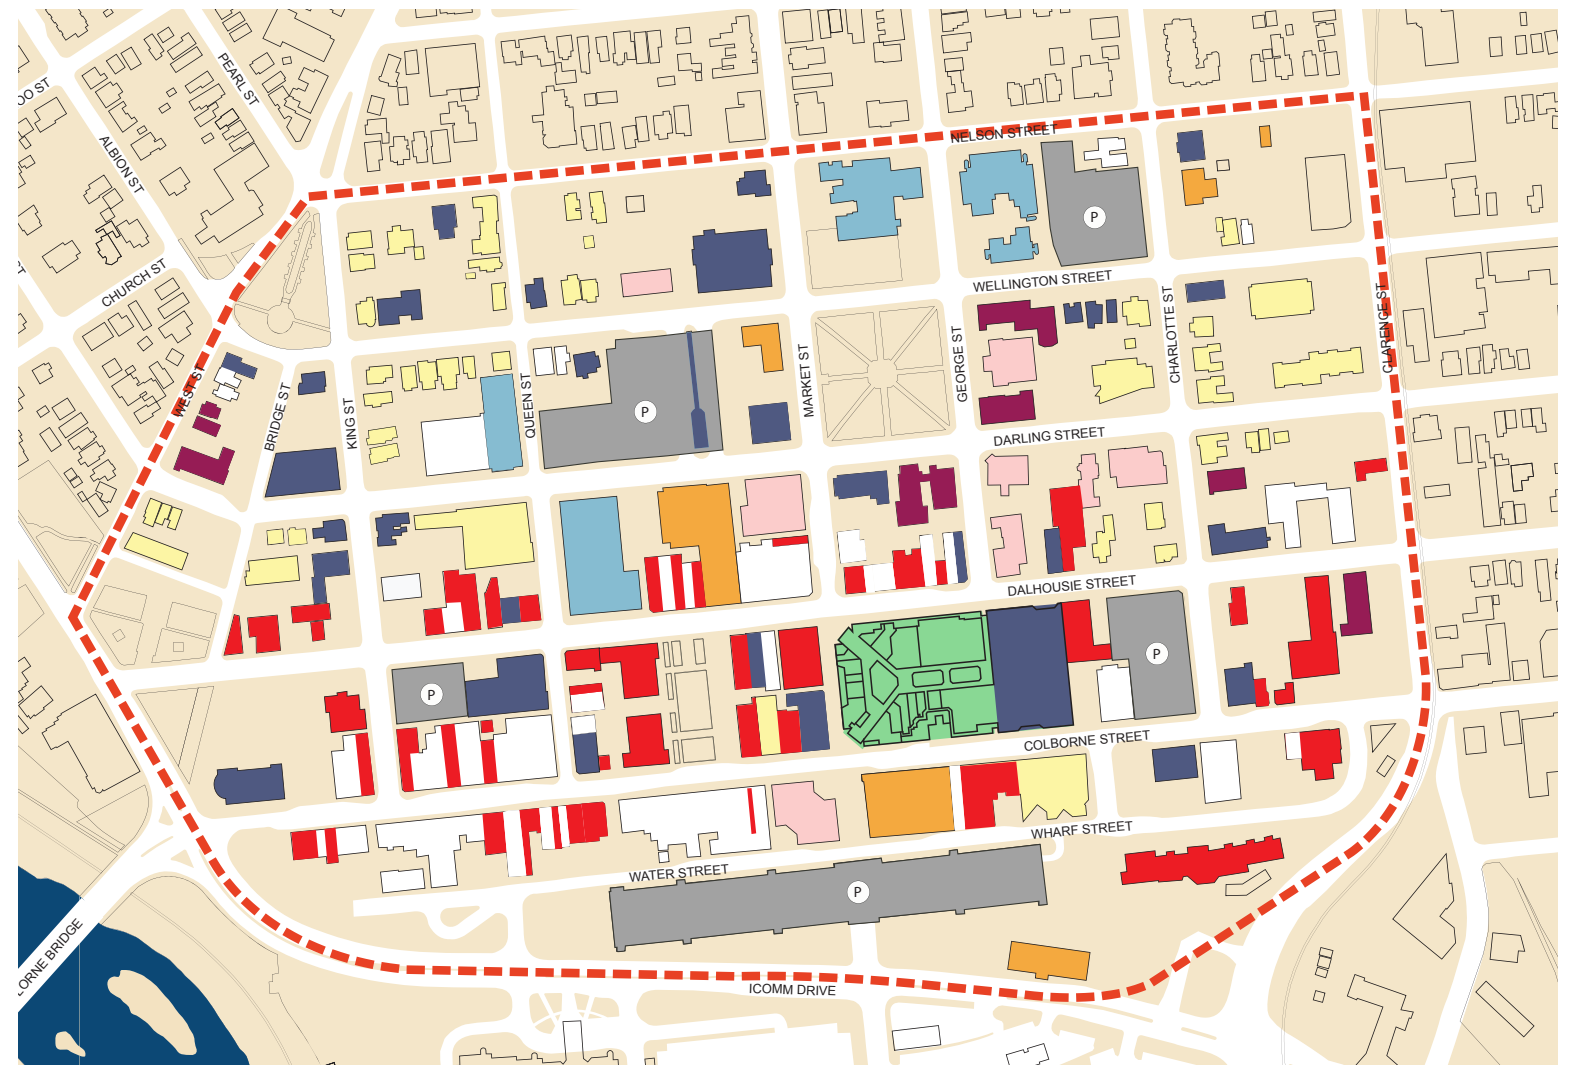 OO ST
PEARL ST
ALBION ST
CHURCH ST
ST
NELSON STREET
P
WELLINGTON STREET
WEST ST
BRIDGE ST
KING ST
QUEEN ST
P
MARKET ST
GEORGE ST
CHARLOTTE ST
CLARENCE ST
DARLING STREET
DALHOUSIE STREET
P
P
COLBORNE STREET
WHARF STREET
WATER STREET
P
LORNE BRIDGE
ICOMM DRIVE